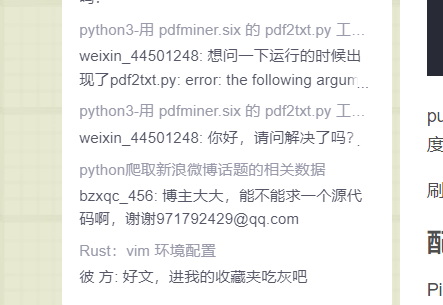 吗?
python3-用 pdfminer.six 的 pdf2txt.py 工...
weixin_44501248: 想问一下运行的时候出
现了pdf2txt.py: error: the following argum...
python3-用 pdfminer.six 的 pdf2txt.py 工...
weixin_44501248: 你好，请问解决了吗?
python爬取新浪微博话题的相关数据
bzxqc_456: 博主大大，能不能求一个源代
码啊，谢谢971792429@qq.com
Rust：vim 环境配置
彼 方: 好文，进我的收藏夹吃灰吧
pu
度
刷
配
Pi